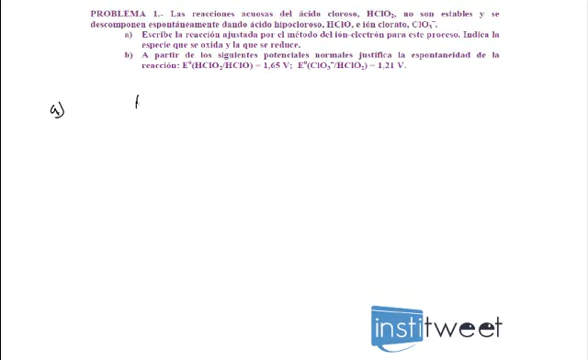 PROBLEMA 1.- Las reacciones acuosas del ácido cloroso, HClO₂, no son estables y se
descomponen espontáneamente dando ácido hipocloroso, HClO, e ión clorato, ClO₃⁻.
a) Escribe la reacción ajustada por el método del ión-electrón para este proceso. Indica la
especie que se oxida y la que se reduce.
b) A partir de los siguientes potenciales normales justifica la espontaneidad de la
reacción: E°(HClO₂/HClO) = 1,65 V; E°(ClO₃⁻/HClO₂) = 1,21 V.
a)
institweet